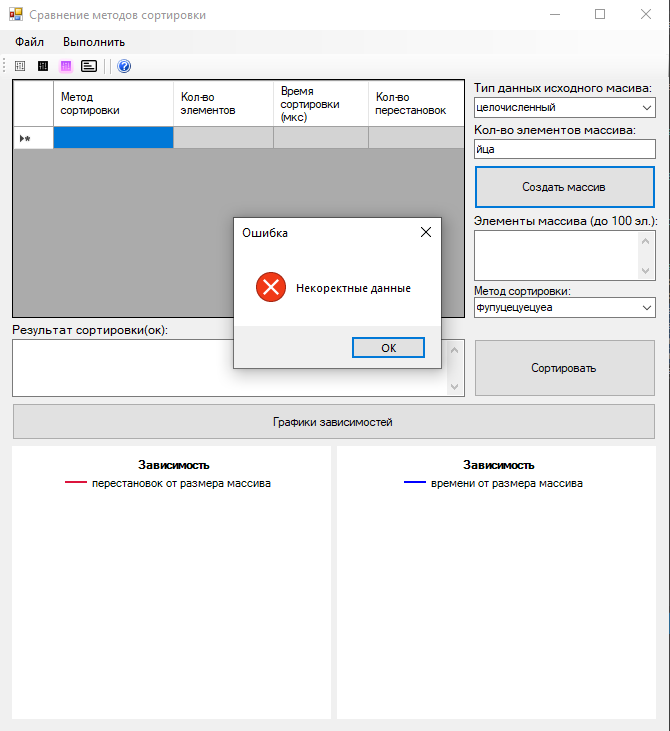 Сравнение методов сортировки
Файл Выполнить
Метод
сортировки
Кол-во
элементов
Время
сортировки
(мкс)
Кол-во
перестановок
Тип данных исходного масива:
целочисленный
Кол-во элементов массива:
йца
Создать массив
Элементы массива (до 100 эл.):
Метод сортировки:
фупуцецуецуеа
Ошибка
Некоректные данные
ОК
Результат сортировки(ок):
Сортировать
Графики зависимостей
Зависимость
перестановок от размера массива
Зависимость
времени от размера массива